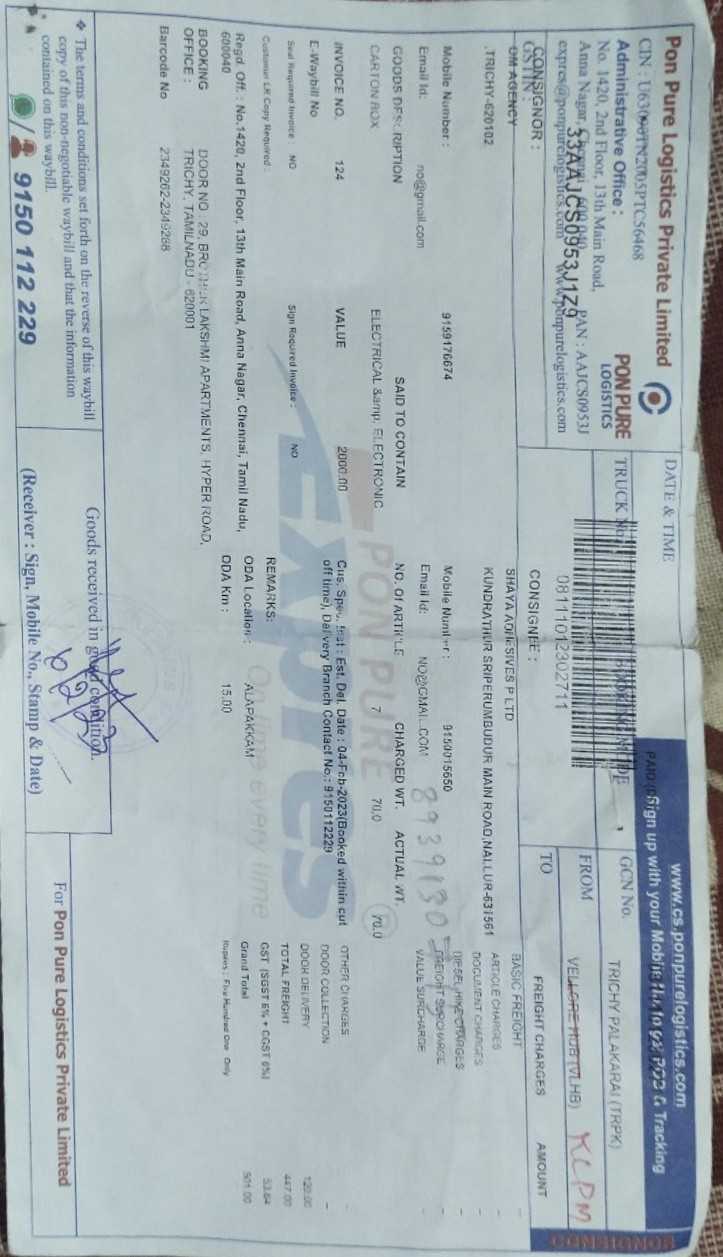 Pon Pure Logistics Private Limited
PON PURE
LOGISTICS
Administrative Office :
No. 1420, 2nd Floor, 13th Main Road,
Anna Nagar,
33AAJCS0953J1Z9
PAN : AAJCS0953J
expres@ponpurelogistics.com www.ponpurelogistics.com
DATE & TIME
TRUCK
08111012302711
www.cs.ponpurelogistics.com
Sign up with your Mobile
& Tracking
GCN No.
FROM TRICHY PALAKARAI (TRPK)
TO VELLORE HUB (VLHB) KCPM
CONSIGNOR
CONSIGNOR :
GSTIN :
OM AGENCY
,TRICHY-620102
Mobile Number : 9159176674
Email Id: no@gmail.com
CONSIGNEE :
SHAYA ADHESIVES P LTD
KUNDRATHUR SRIPERUMBUDUR MAIN ROAD,NALLUR-631561
Mobile Number : 9150015650
Email Id: NO@GMAIL.COM
GOODS DESCRIPTION SAID TO CONTAIN NO. Of ARTICLE CHARGED WT. ACTUAL WT.
CARTON BOX ELECTRICAL &amp; ELECTRONIC 7 70.0 70.0
INVOICE NO. 124 VALUE 2000.00
Cus. Spec. Inst : Est. Del. Date : 04-Feb-2023(Booked within cut
off time), Delivery Branch Contact No.: 9150112229
E-Waybill No
Seal Required Invoice NO Sign Required Invoice : NO
Customer LR Copy Required :
REMARKS:
ODA Location : ALAPAKKAM
ODA Km : 15.00
Regd. Off. : No.1420, 2nd Floor, 13th Main Road, Anna Nagar, Chennai, Tamil Nadu,
600040
BOOKING
OFFICE :
LAKSHMI APARTMENTS, HYPER ROAD,
TRICHY, TAMILNADU - 620001
Barcode No 2349262-2349268
FREIGHT CHARGES AMOUNT
BASIC FREIGHT -
ARTICLE CHARGES -
DOCUMENT CHARGES -
DIESEL HIKE CHARGES -
FREIGHT SURCHARGE -
VALUE SURCHARGE -
OTHER CHARGES -
DOOR COLLECTION -
DOOR DELIVERY 120.00
TOTAL FREIGHT 447.00
GST (SGST 6% + CGST 6%) 53.64
Grand Total 501.00
Rupees : Five Hundred One Only
PON PURE
Expres
On time every time
❖ The terms and conditions set forth on the reverse of this waybill
copy of this non-negotiable waybill and that the information
contained on this waybill.
9150 112 229
Goods received in good condition.
(Receiver : Sign, Mobile No., Stamp & Date)
For Pon Pure Logistics Private Limited